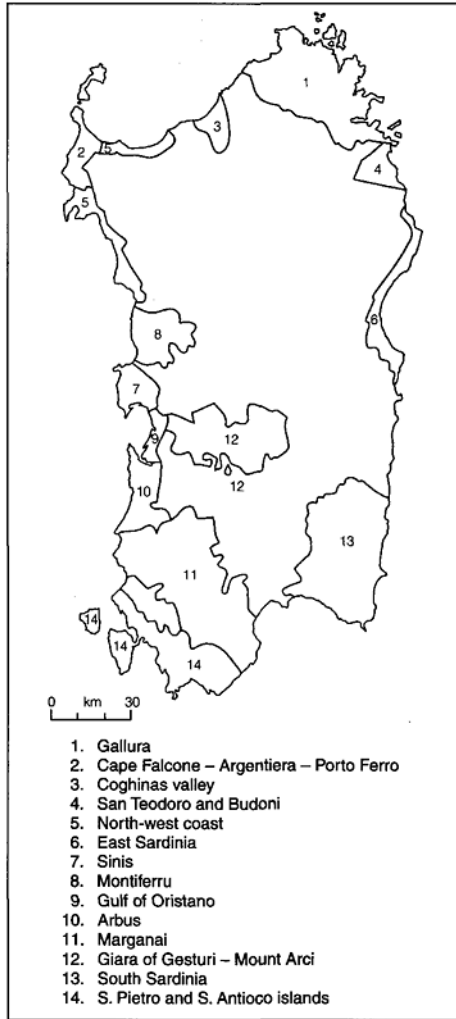 1
3
2
5
4
5
6
8
7
12
9
12
10
13
11
14
14
14
0 km 30
1. Gallura
2. Cape Falcone – Argentiera – Porto Ferro
3. Coghinas valley
4. San Teodoro and Budoni
5. North-west coast
6. East Sardinia
7. Sinis
8. Montiferru
9. Gulf of Oristano
10. Arbus
11. Marganai
12. Giara of Gesturi – Mount Arci
13. South Sardinia
14. S. Pietro and S. Antioco islands